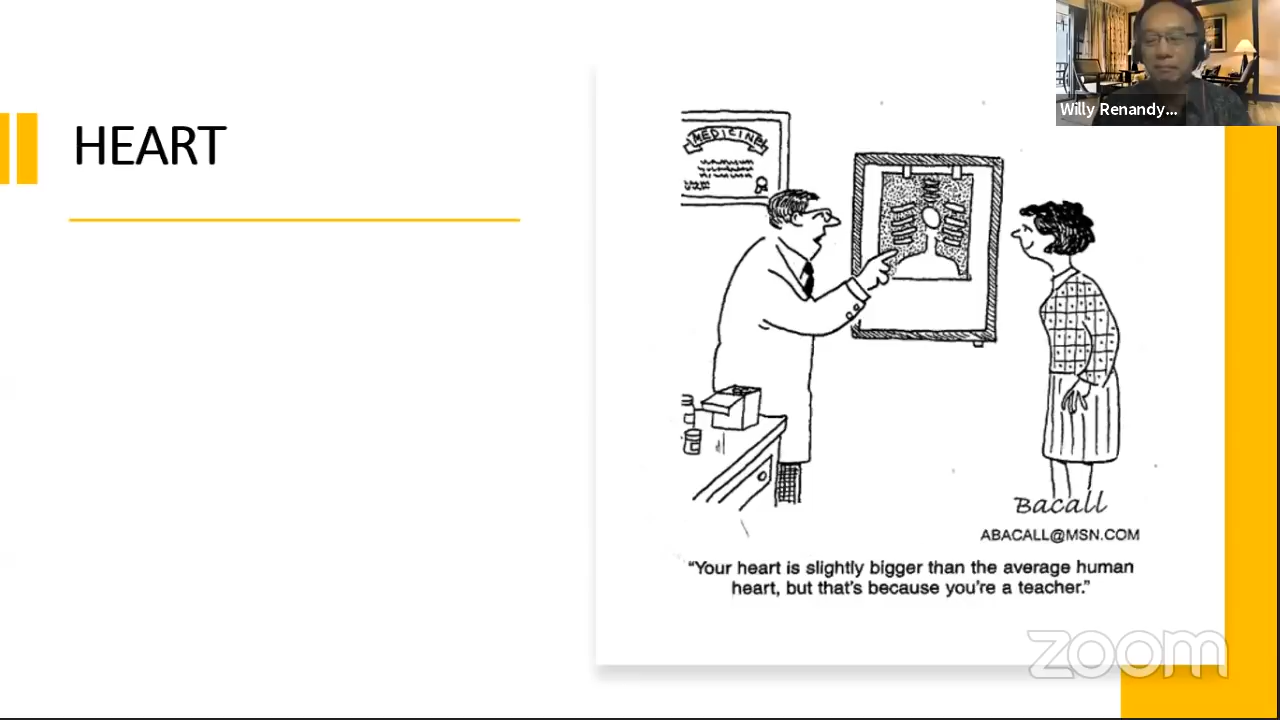 HEART
Willy Renandy...
MEDICINE
Bacall
ABACALL@MSN.COM
“Your heart is slightly bigger than the average human
heart, but that’s because you’re a teacher.”
zoom